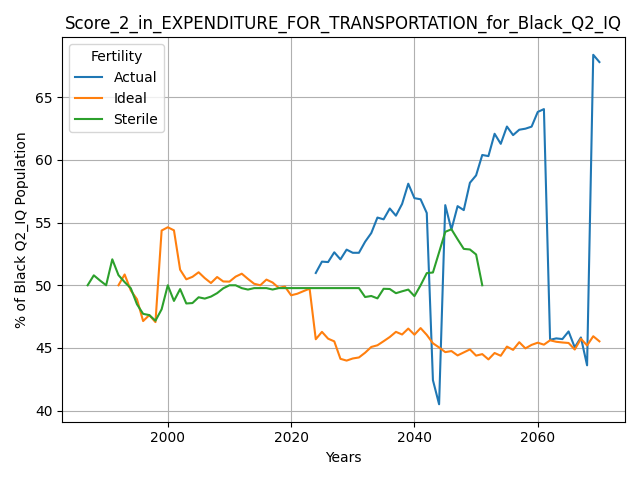 Score_2_in_EXPENDITURE_FOR_TRANSPORTATION_for_Black_Q2_IQ
Fertility
Actual
Ideal
Sterile
% of Black Q2_IQ Population
65
60
55
50
45
40
2000
2020
2040
2060
Years